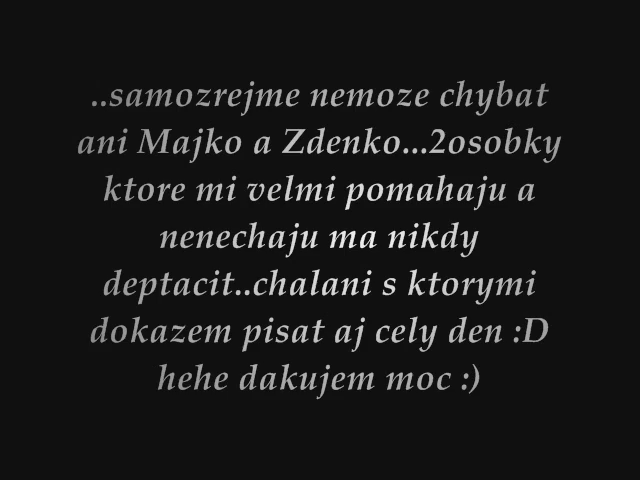 ..samozrejme nemoze chybat
ani Majko a Zdenko...2osobky
ktore mi velmi pomahaju a
nenechaju ma nikdy
deptacit..chalani s ktorymi
dokazem pisat aj cely den :D
hehe dakujem moc :)